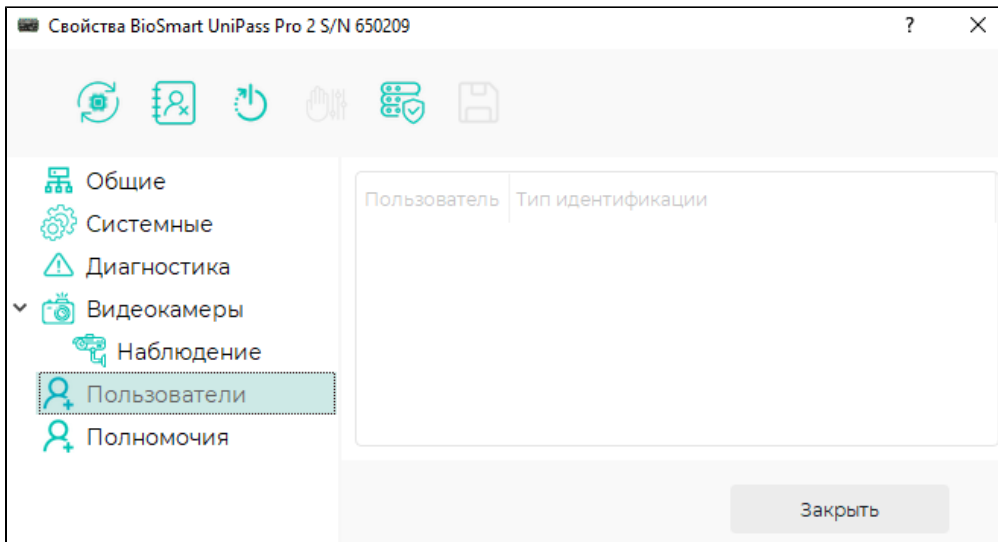 Свойства BioSmart UniPass Pro 2 S/N 650209
?
Общие
Системные
Диагностика
Видеокамеры
Наблюдение
Пользователи
Полномочия
Пользователь Тип идентификации
Закрыть